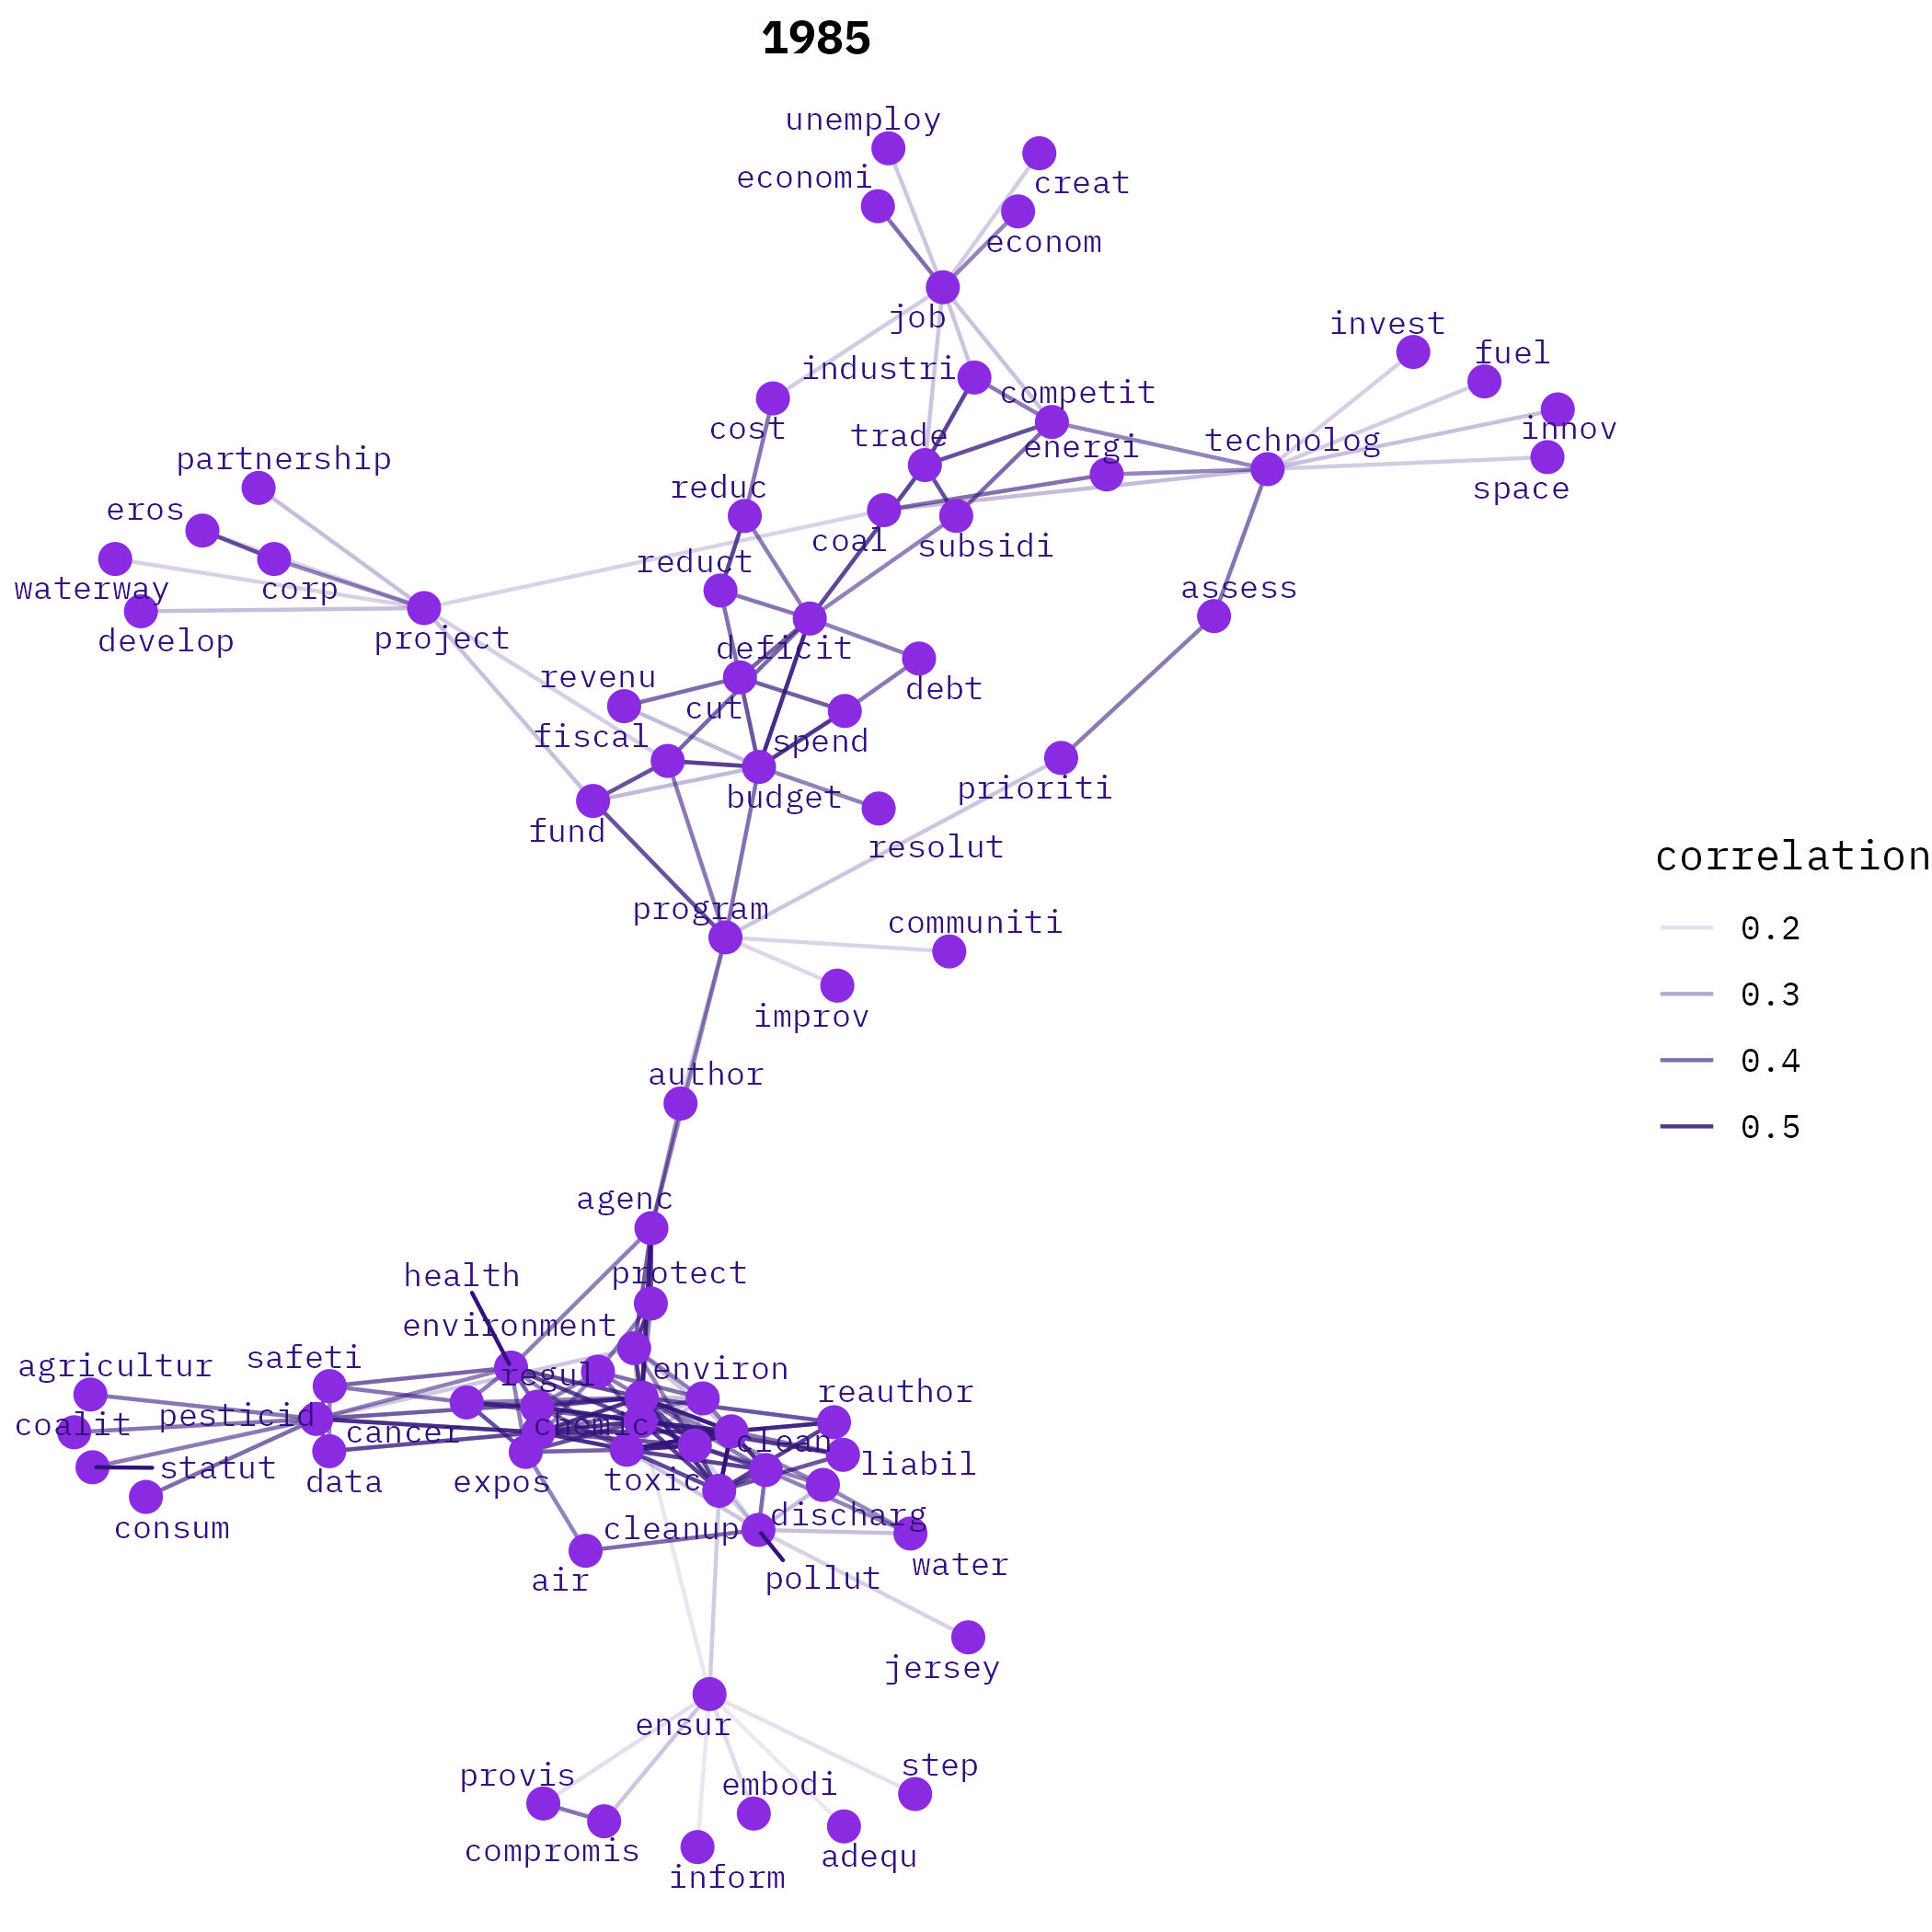 1985
unemploy
economi
creat
econom
job
invest
industri
fuel
competit
cost
trade
energi
technolog
innov
partnership
reduc
space
eros
coal
subsidi
reduct
waterway
corp
assess
develop
project
deficit
revenu
debt
cut
fiscal
spend
budget
prioriti
fund
resolut
correlation
0.2
0.3
0.4
0.5
program
communiti
improv
author
agenc
health
protect
environment
agricultur
safeti
regul
environ
reauthor
coalit
pesticid
cancer
chemic
clean
statut
data
expos
toxic
liabil
consum
cleanup
discharg
air
pollut
water
jersey
ensur
provis
embodi
step
compromis
inform
adequ